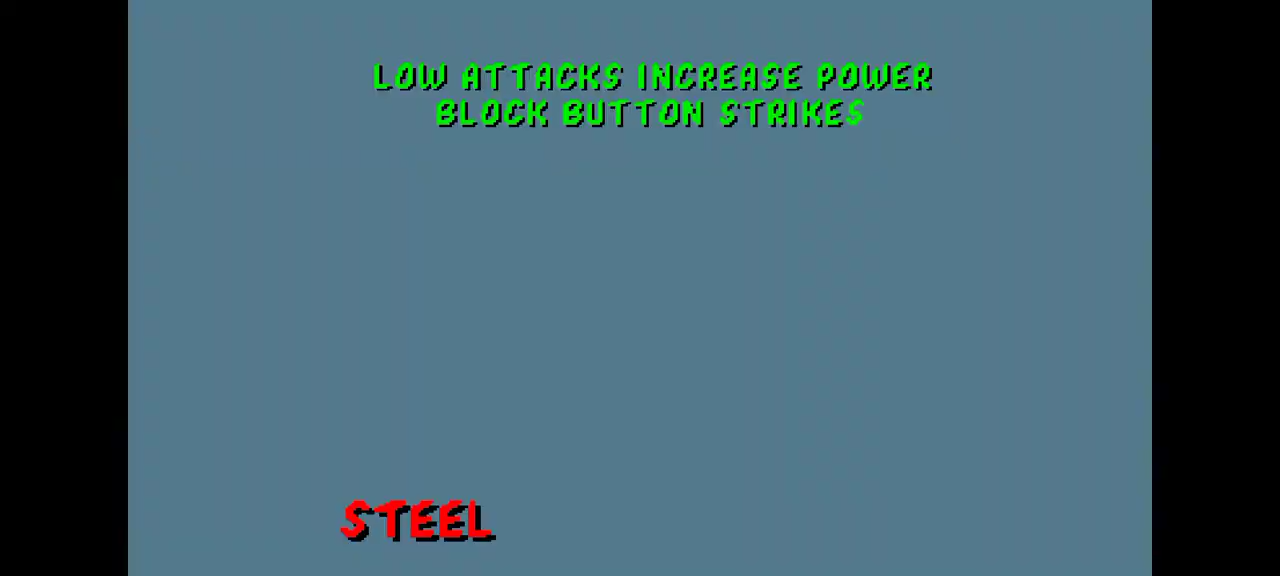 LOW ATTACKS INCREASE POWER
BLOCK BUTTON STRIKES
STEEL